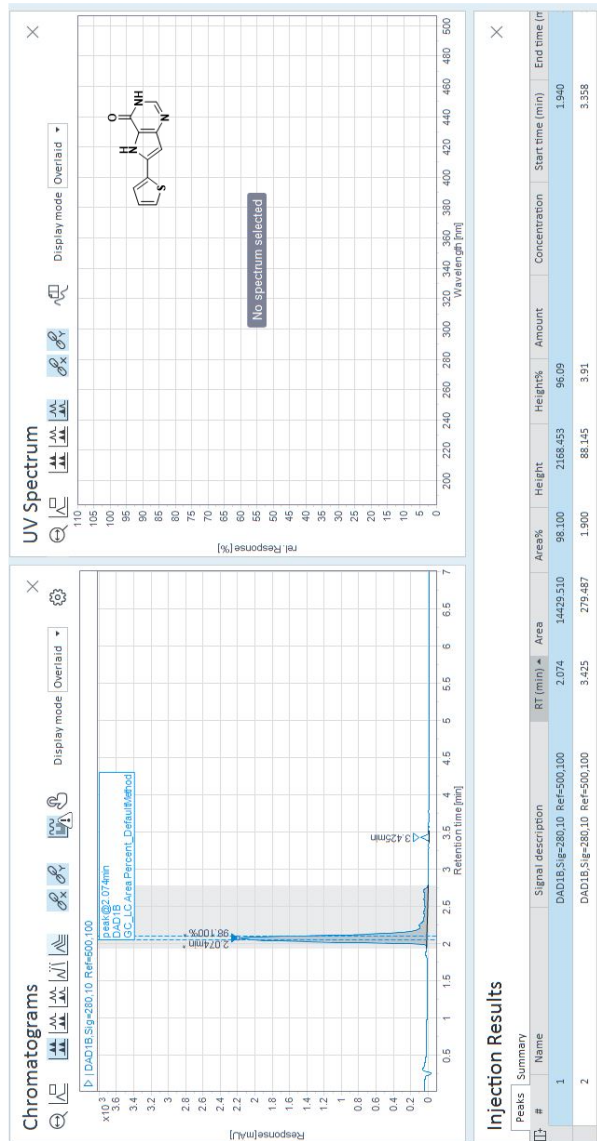 Chromatograms
Display mode Overlaid
| DAD1B,Sig=280,10 Ref=500,100
x10 3
3.6
3.4
3.2
3
2.8
2.6
2.4
2.2
2
1.8
1.6
1.4
1.2
1
0.8
0.6
0.4
0.2
0
Response[mAU]
peak@2.074min
DAD1B
GC_LC Area Percent_DefaultMethod
* 2.074min
98.100% *
3.425min
0.5 1 1.5 2 2.5 3 3.5 4 4.5 5 5.5 6 6.5 7
Retention time [min]
UV Spectrum
Display mode Overlaid
110
105
100
95
90
85
80
75
70
65
60
55
50
45
40
35
30
25
20
15
10
5
0
rel. Response [%]
O
NH
N
N
H
S
No spectrum selected
200 220 240 260 280 300 320 340 360 380 400 420 440 460 480 500
Wavelength [nm]
Injection Results
Peaks Summary
# Name Signal description RT (min) Area Area% Height Height% Amount Concentration Start time (min) End time (m
1 DAD1B,Sig=280,10 Ref=500,100 2.074 14429.510 98.100 2168.453 96.09 1.940
2 DAD1B,Sig=280,10 Ref=500,100 3.425 279.487 1.900 88.145 3.91 3.358